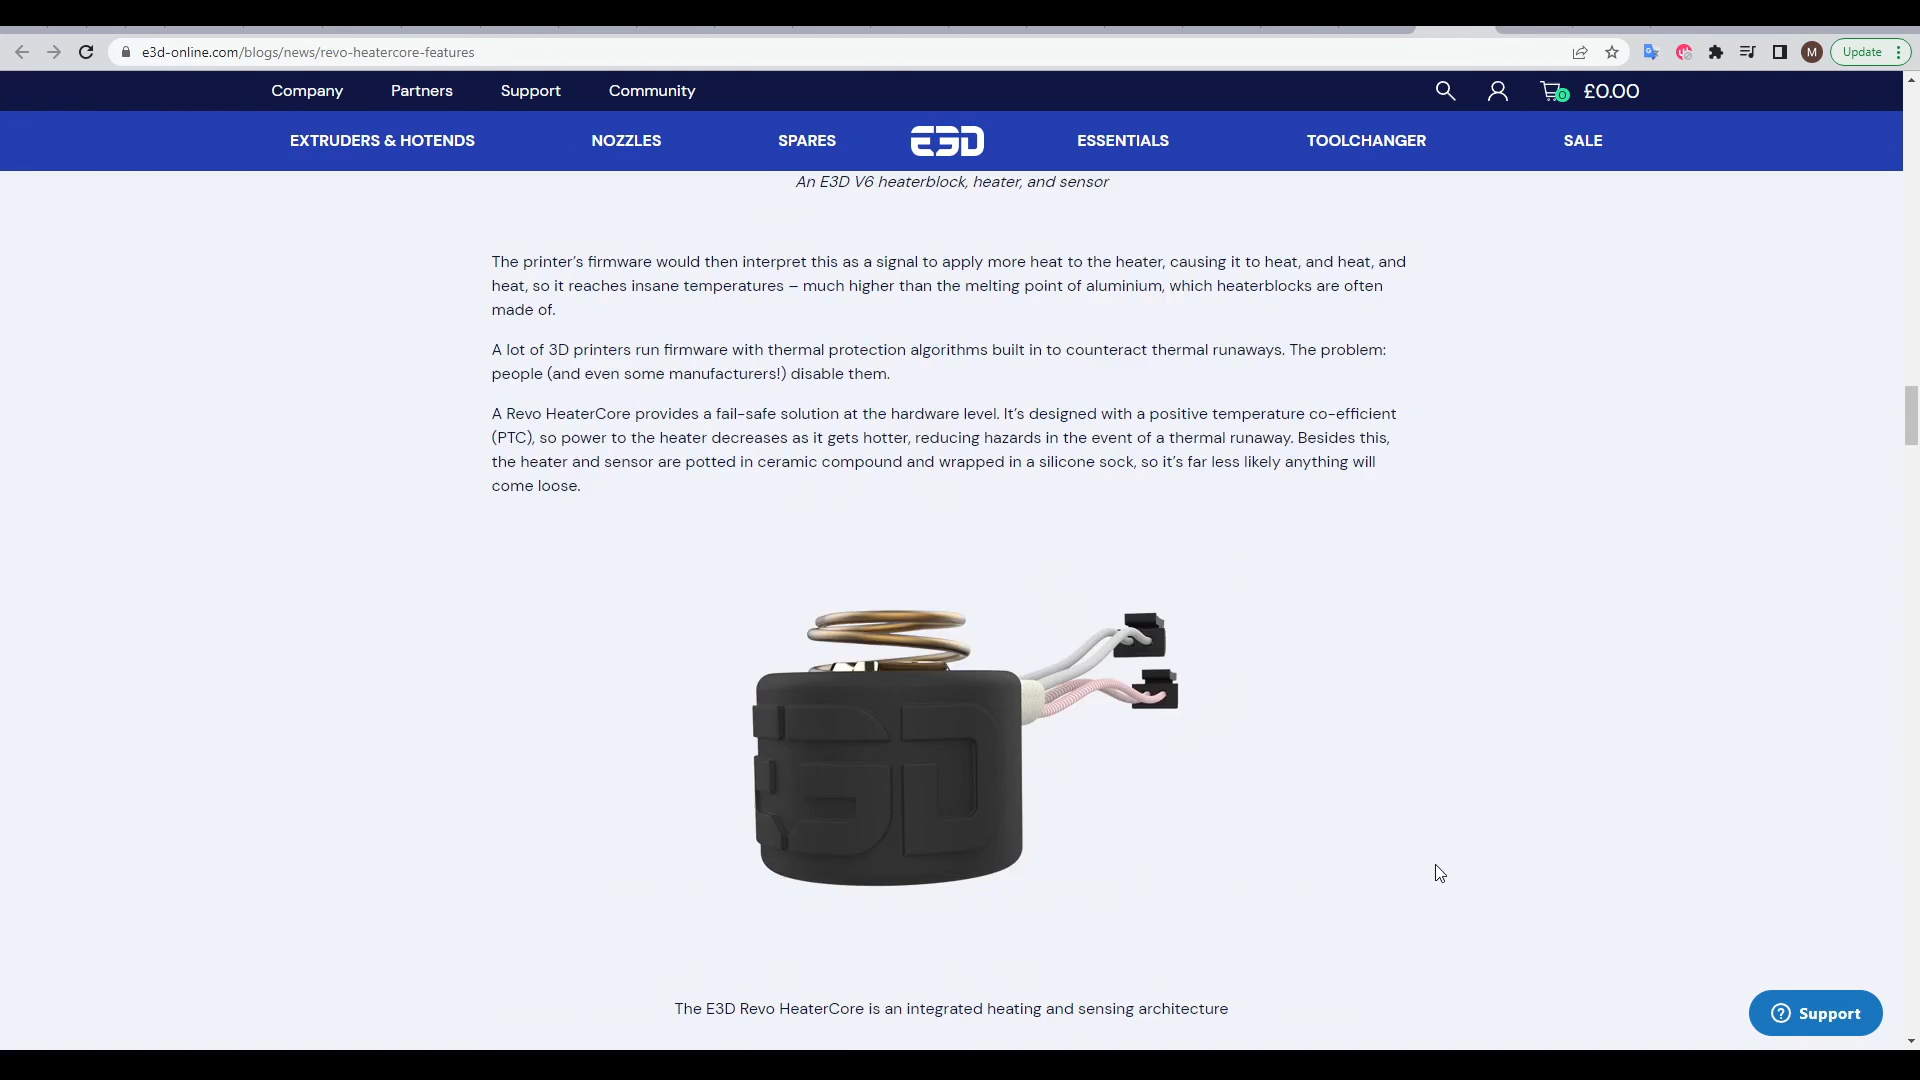 e3d-online.com/blogs/news/revo-heatercore-features
M
Update
Company
Partners
Support
Community
0
£0.00
EXTRUDERS & HOTENDS
NOZZLES
SPARES
E3D
ESSENTIALS
TOOLCHANGER
SALE
An E3D V6 heaterblock, heater, and sensor
The printer’s firmware would then interpret this as a signal to apply more heat to the heater, causing it to heat, and heat, and
heat, so it reaches insane temperatures – much higher than the melting point of aluminium, which heaterblocks are often
made of.
A lot of 3D printers run firmware with thermal protection algorithms built in to counteract thermal runaways. The problem:
people (and even some manufacturers!) disable them.
A Revo HeaterCore provides a fail-safe solution at the hardware level. It’s designed with a positive temperature co-efficient
(PTC), so power to the heater decreases as it gets hotter, reducing hazards in the event of a thermal runaway. Besides this,
the heater and sensor are potted in ceramic compound and wrapped in a silicone sock, so it’s far less likely anything will
come loose.
E3D
The E3D Revo HeaterCore is an integrated heating and sensing architecture
? Support